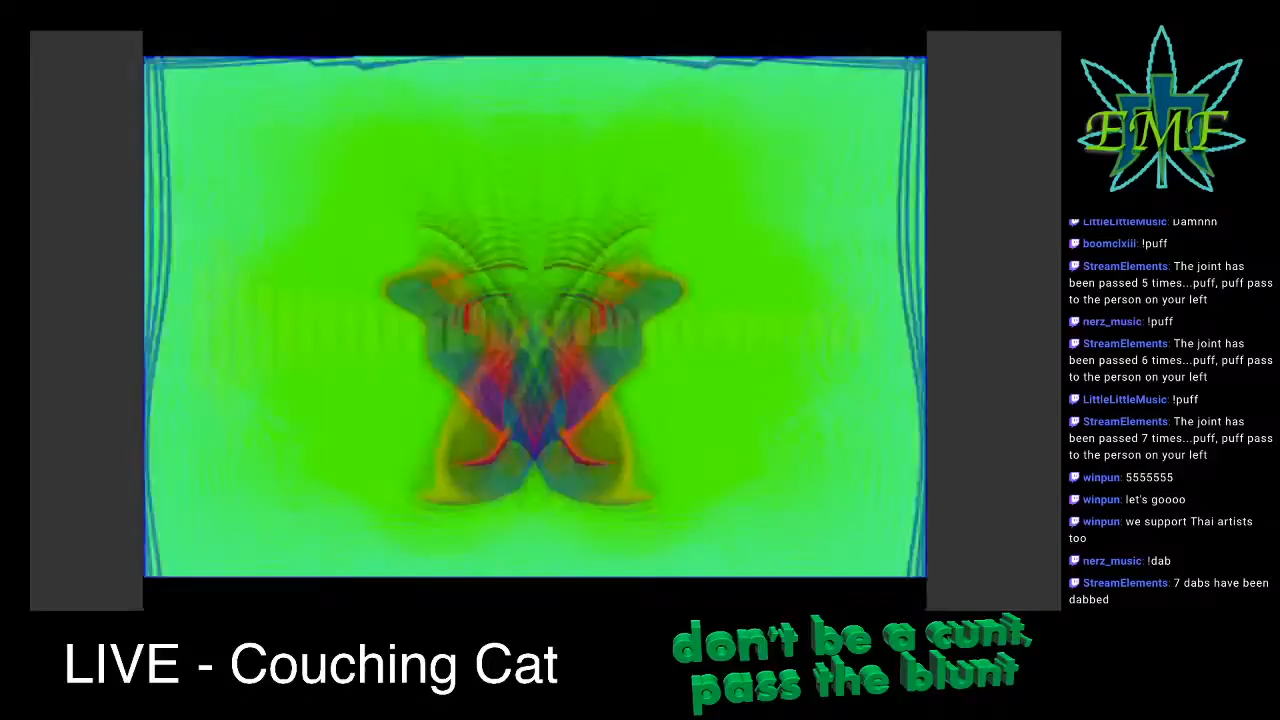 EMF
LittleLittleMusic: Damnnn
boomclxiii: !puff
StreamElements: The joint has
been passed 5 times...puff, puff pass
to the person on your left
nerz_music: !puff
StreamElements: The joint has
been passed 6 times...puff, puff pass
to the person on your left
LittleLittleMusic: !puff
StreamElements: The joint has
been passed 7 times...puff, puff pass
to the person on your left
winpun: 5555555
winpun: let's goooo
winpun: we support Thai artists
too
nerz_music: !dab
StreamElements: 7 dabs have been
dabbed
LIVE - Couching Cat
don't be a cunt,
pass the blunt